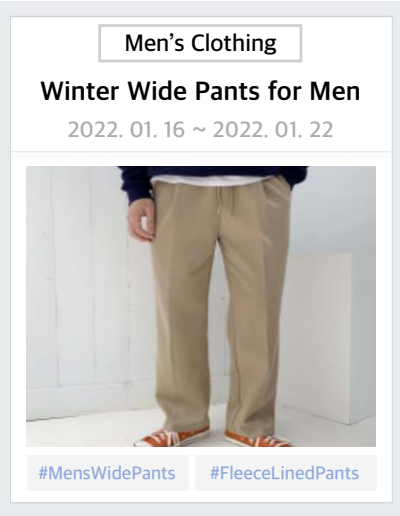 Men's Clothing
Winter Wide Pants for Men
2022. 01. 16 ~ 2022. 01. 22
#MensWidePants #FleeceLinedPants